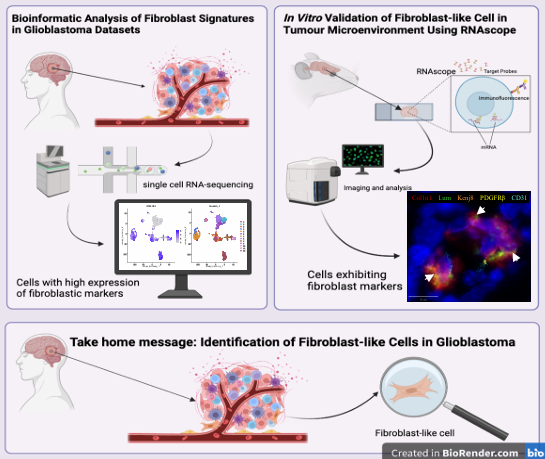 Bioinformatic Analysis of Fibroblast Signatures
in Glioblastoma Datasets
single cell RNA-sequencing
Cells with high expression
of fibroblastic markers
In Vitro Validation of Fibroblast-like Cell in
Tumour Microenvironment Using RNAscope
RNAscope
Target Probes
Immunofluorescence
mRNA
Imaging and analysis
Lum Kcnj8 PDGFRβ CD31
Cells exhibiting
fibroblast markers
Take home message: Identification of Fibroblast-like Cells in Glioblastoma
Fibroblast-like cell
Created in BioRender.com bio